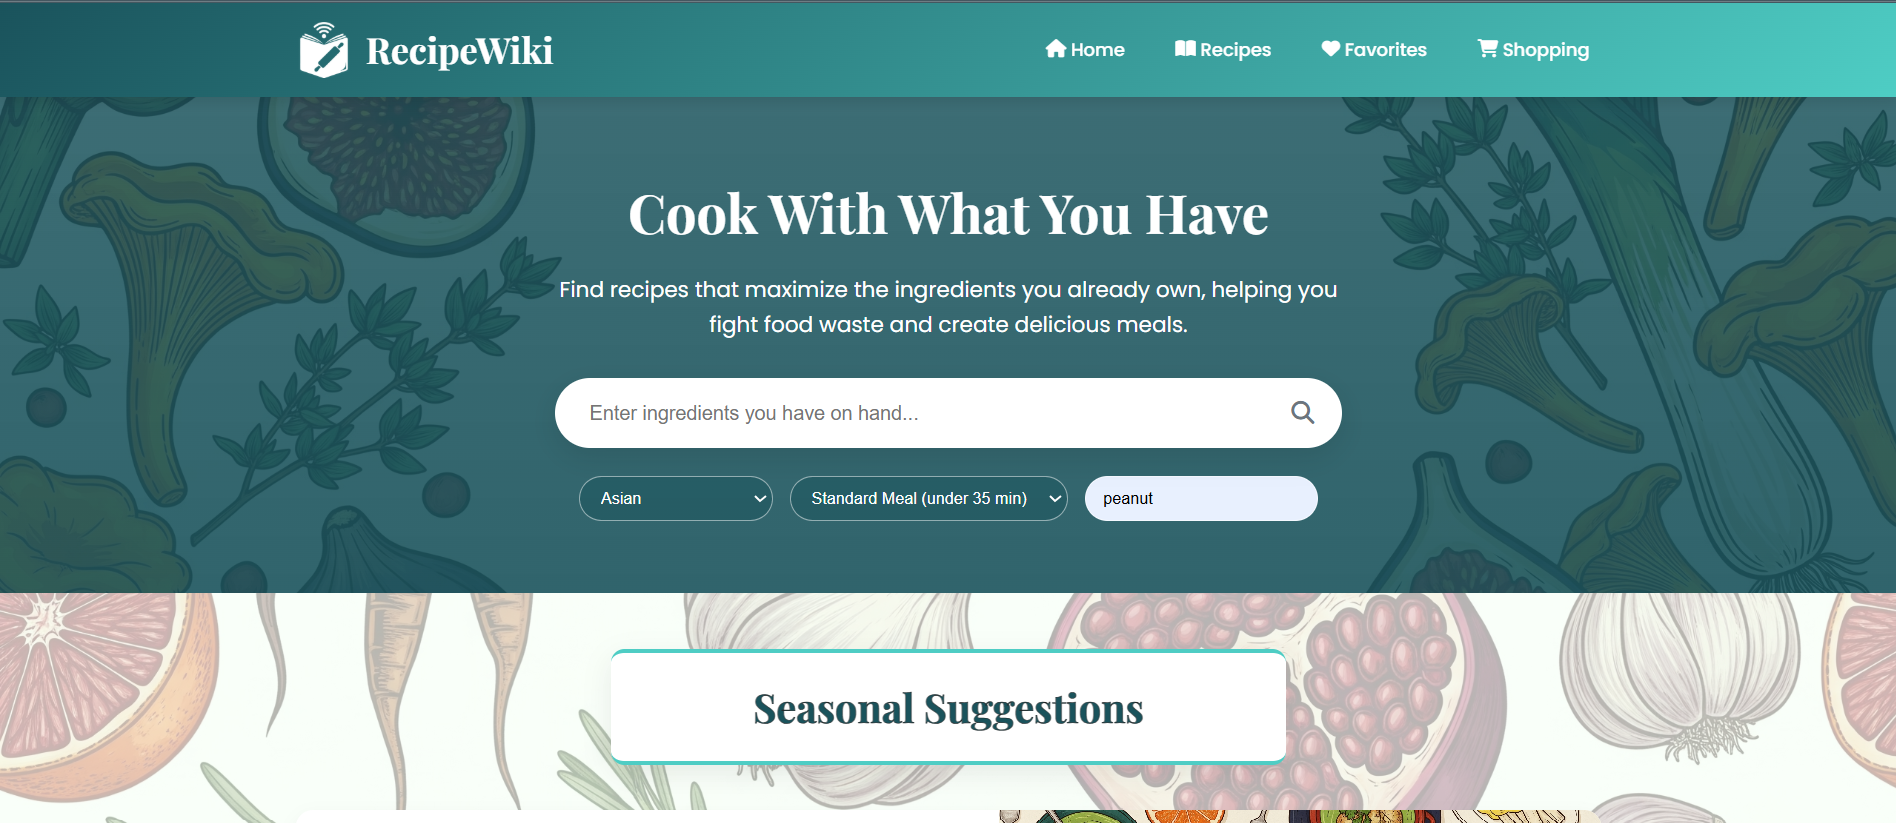 RecipeWiki
Home
Recipes
Favorites
Shopping
Cook With What You Have
Find recipes that maximize the ingredients you already own, helping you
fight food waste and create delicious meals.
Enter ingredients you have on hand...
Asian
Standard Meal (under 35 min)
peanut
Seasonal Suggestions